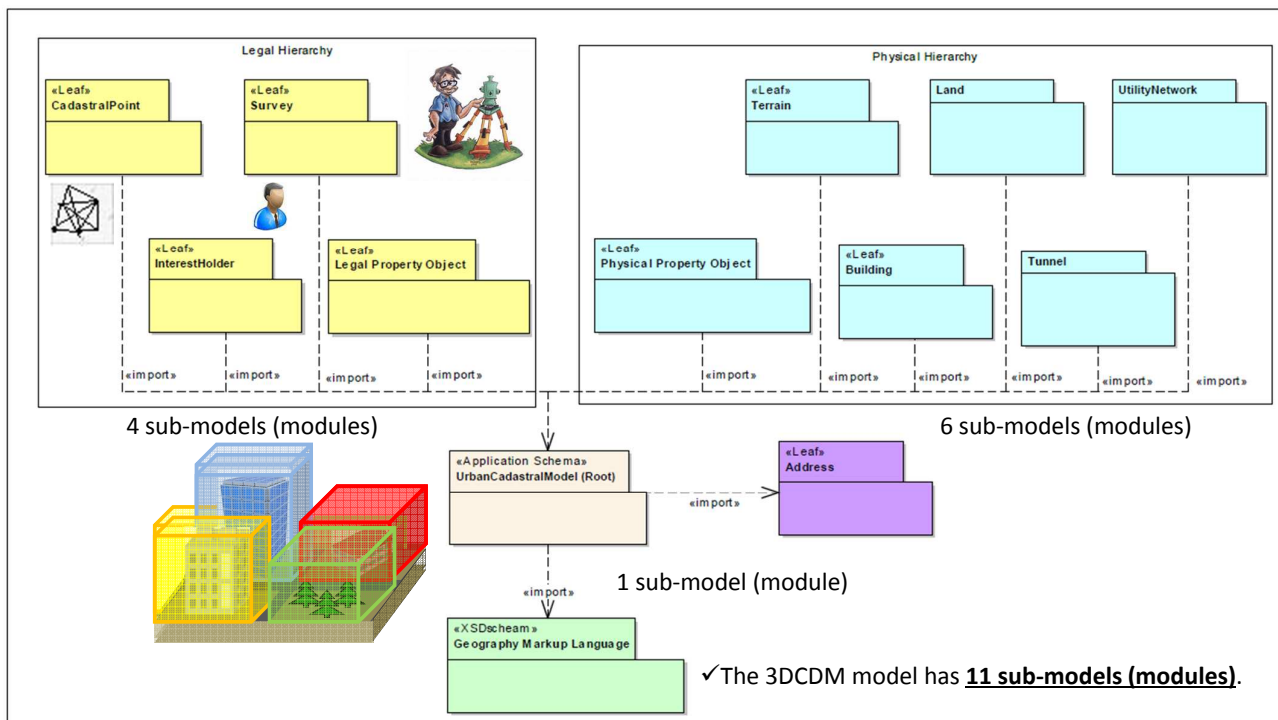 Legal Hierarchy
«Leaf»
CadastralPoint
«Leaf»
Survey
«Leaf»
InterestHolder
«Leaf»
Legal Property Object
«import»
«import»
«import»
«import»
4 sub-models (modules)
Physical Hierarchy
«Leaf»
Terrain
Land
UtilityNetwork
«Leaf»
Physical Property Object
«Leaf»
Building
Tunnel
«import»
«import»
«import»
«import»
«import»
«import»
6 sub-models (modules)
«Application Schema»
UrbanCadastralModel (Root)
«import»
«Leaf»
Address
«import»
1 sub-model (module)
«XSDscheam»
Geography Markup Language
✓The 3DCDM model has 11 sub-models (modules).